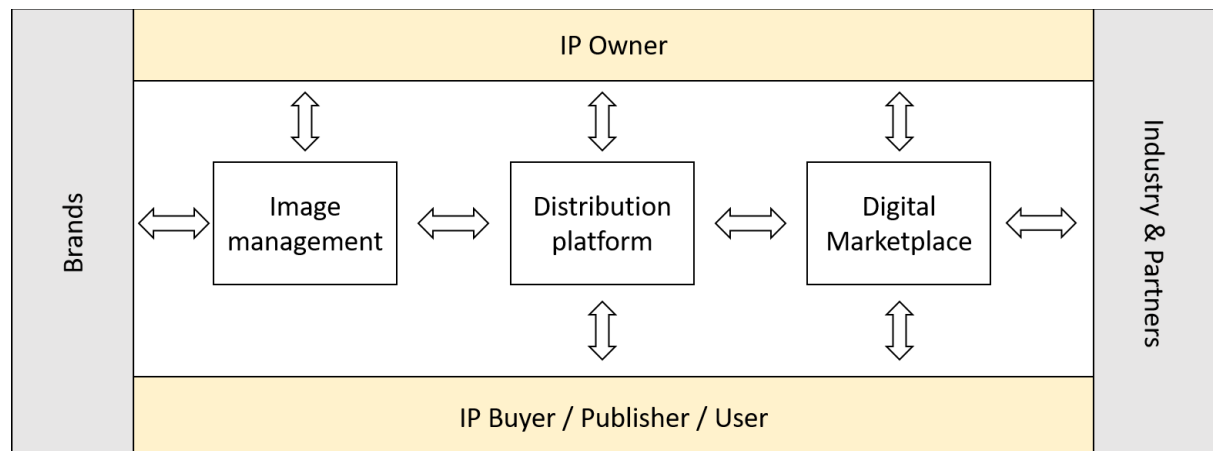 IP Owner
Brands
Image
management
Distribution
platform
Digital
Marketplace
Industry & Partners
IP Buyer / Publisher / User